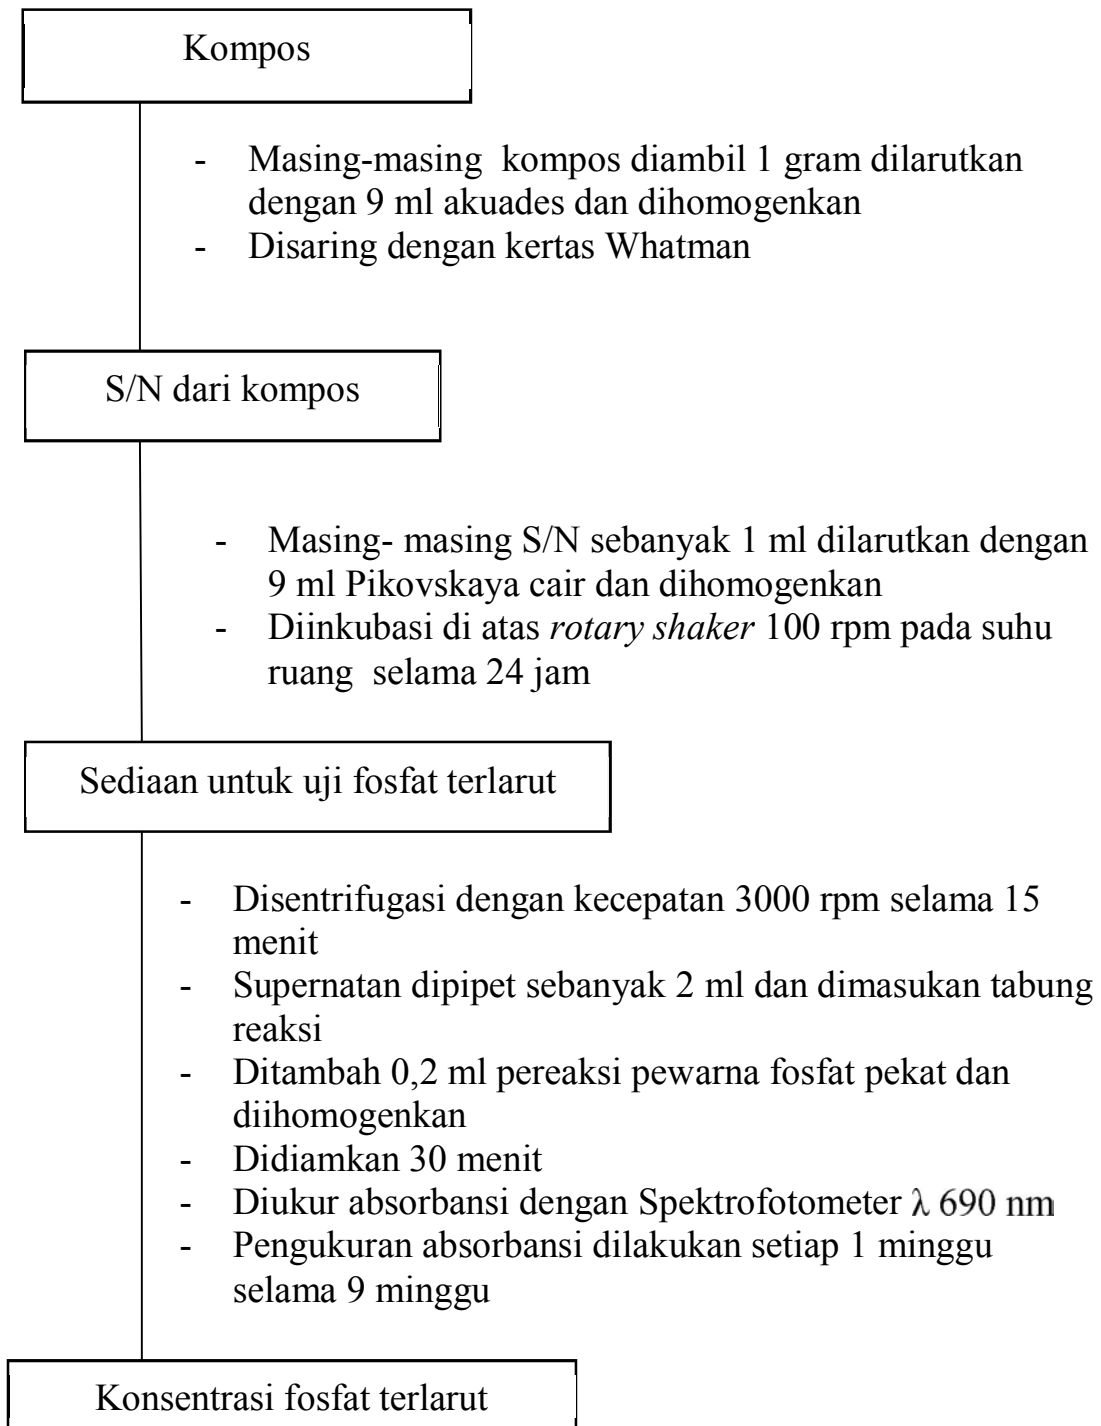 Kompos
- Masing-masing kompos diambil 1 gram dilarutkan
dengan 9 ml akuades dan dihomogenkan
- Disaring dengan kertas Whatman
S/N dari kompos
- Masing- masing S/N sebanyak 1 ml dilarutkan dengan
9 ml Pikovskaya cair dan dihomogenkan
- Diinkubasi di atas rotary shaker 100 rpm pada suhu
ruang selama 24 jam
Sediaan untuk uji fosfat terlarut
- Disentrifugasi dengan kecepatan 3000 rpm selama 15
menit
- Supernatan dipipet sebanyak 2 ml dan dimasukan tabung
reaksi
- Ditambah 0,2 ml pereaksi pewarna fosfat pekat dan
diihomogenkan
- Didiamkan 30 menit
- Diukur absorbansi dengan Spektrofotometer λ 690 nm
- Pengukuran absorbansi dilakukan setiap 1 minggu
selama 9 minggu
Konsentrasi fosfat terlarut